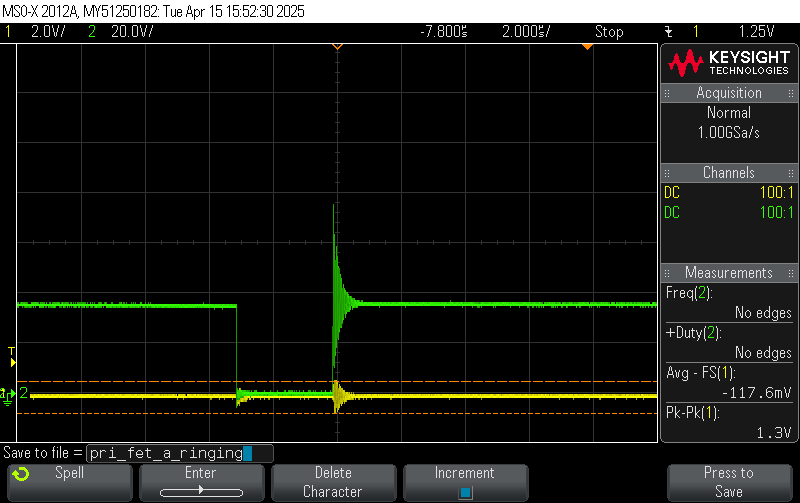 MSO-X 2012A, MY51250182: Tue Apr 15 15:52:30 2025
1 2.0V/ 2 20.0V/ -7.800s 2.000s/ Stop 1 1.25V
KEYSIGHT
TECHNOLOGIES
Acquisition
Normal
1.00GSa/s
Channels
DC 100:1
DC 100:1
Measurements
Freq(2):
No edges
+Duty(2):
No edges
Avg - FS(1):
-117.6mV
Pk-Pk(1):
1.3V
T
2
Save to file = pri_fet_a_ringing
Spell
Enter
Delete
Character
Increment
Press to
Save